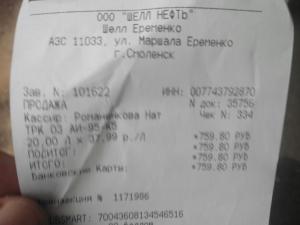 ООО "ШЕЛЛ НЕФТЬ"
Шелл Еременко
АЗС 11033, ул. Маршала Еременко
г.Смоленск
Зав. N: 101622 ИНН: 007743792870
ПРОДАЖА N док: 35756
Кассир: Романникова Нат Чек N: 334
ТРК 03 АИ-95-К5
20.00 Л x 37.99 р./Л *759.80 РУБ
ПОДИТОГ: *759.80 РУБ
ИТОГО: *759.80 РУБ
Банковские Карты: *759.80 РУБ
1171986
70043608134546516